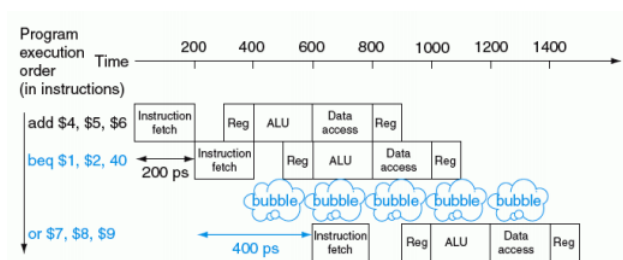 Program
execution
order
(in instructions)
Time
200 400 600 800 1000 1200 1400
add $4, $5, $6
Instruction
fetch
Reg
ALU
Data
access
Reg
beq $1, $2, 40
200 ps
Instruction
fetch
Reg
ALU
Data
access
Reg
bubble bubble bubble bubble bubble
or $7, $8, $9
400 ps
Instruction
fetch
Reg
ALU
Data
access
Reg